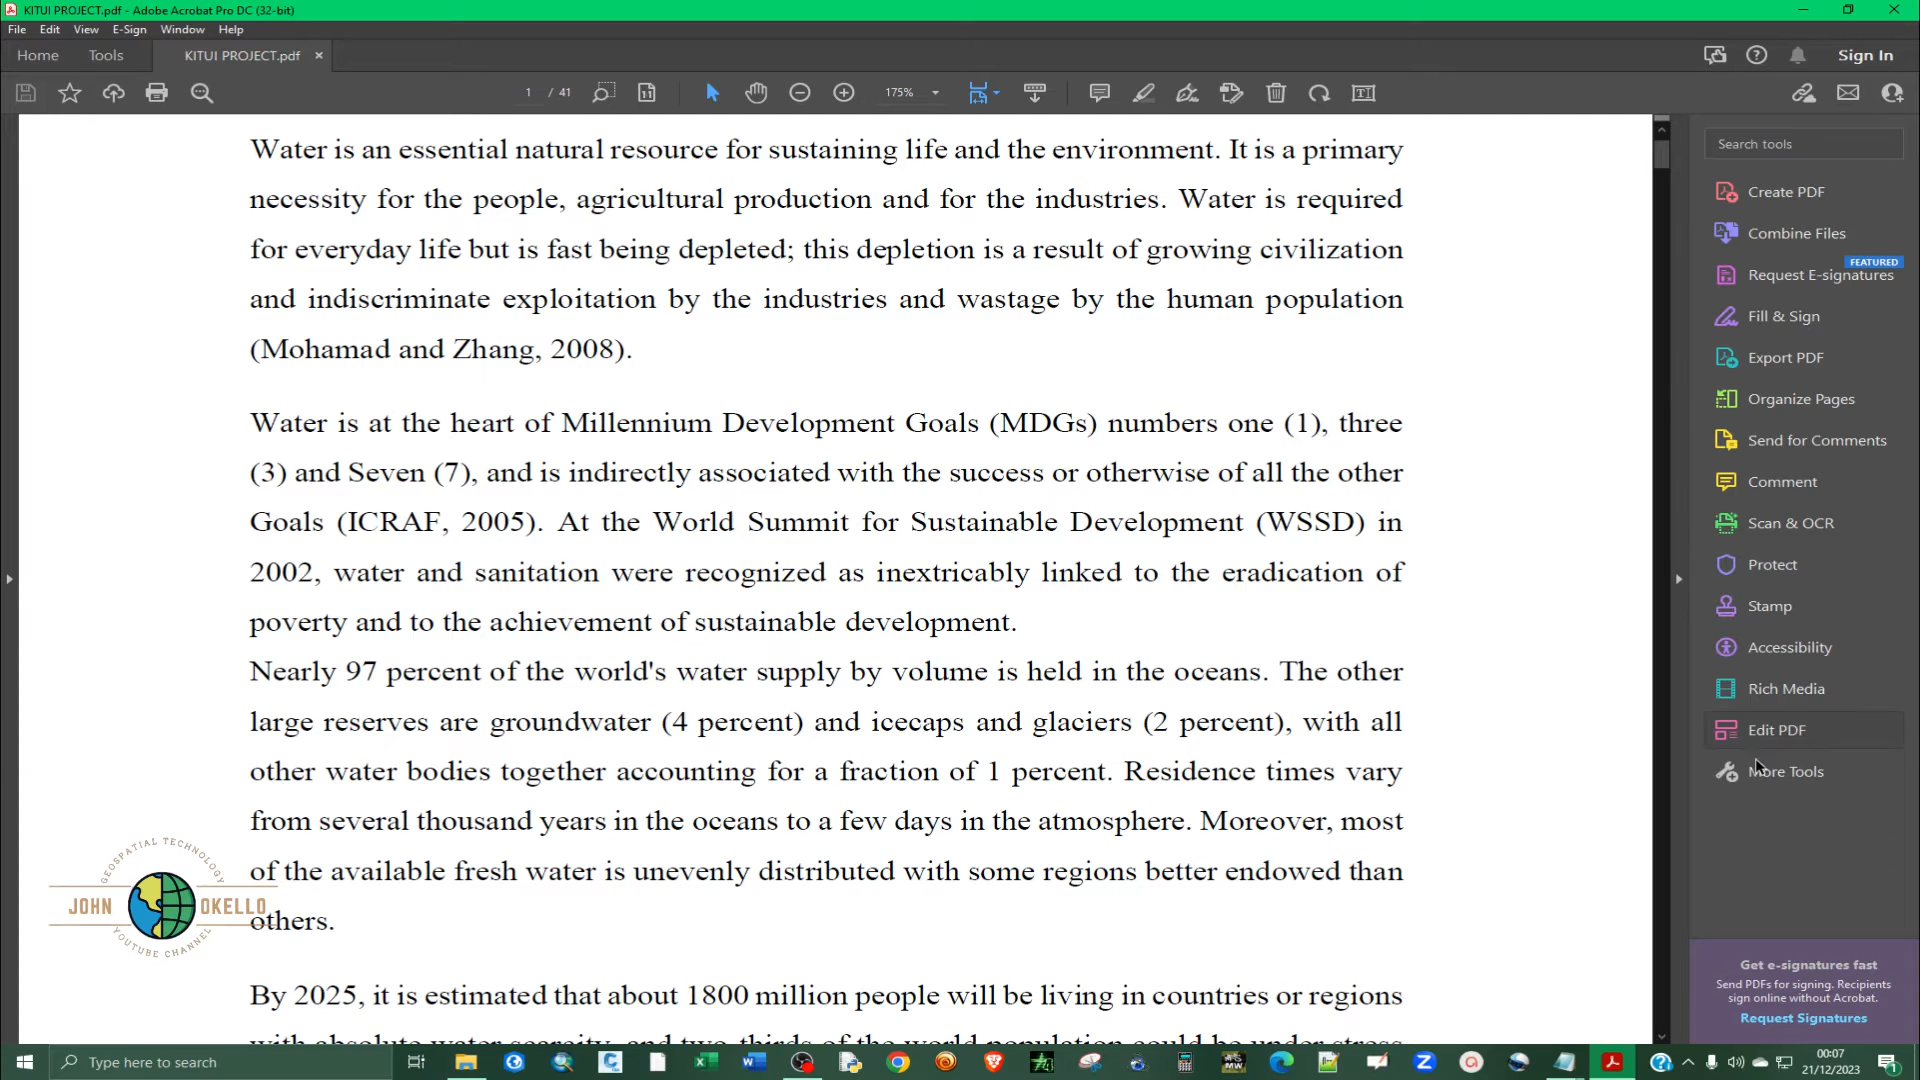 KITUI PROJECT.pdf - Adobe Acrobat Pro DC (32-bit)
File Edit View E-Sign Window Help
Home Tools KITUI PROJECT.pdf × Sign In
1 / 41 175%
Water is an essential natural resource for sustaining life and the environment. It is a primary
necessity for the people, agricultural production and for the industries. Water is required
for everyday life but is fast being depleted; this depletion is a result of growing civilization
and indiscriminate exploitation by the industries and wastage by the human population
(Mohamad and Zhang, 2008).
Water is at the heart of Millennium Development Goals (MDGs) numbers one (1), three
(3) and Seven (7), and is indirectly associated with the success or otherwise of all the other
Goals (ICRAF, 2005). At the World Summit for Sustainable Development (WSSD) in
2002, water and sanitation were recognized as inextricably linked to the eradication of
poverty and to the achievement of sustainable development.
Nearly 97 percent of the world's water supply by volume is held in the oceans. The other
large reserves are groundwater (4 percent) and icecaps and glaciers (2 percent), with all
other water bodies together accounting for a fraction of 1 percent. Residence times vary
from several thousand years in the oceans to a few days in the atmosphere. Moreover, most
of the available fresh water is unevenly distributed with some regions better endowed than
others.
By 2025, it is estimated that about 1800 million people will be living in countries or regions
with absolute water scarcity, and two-thirds of the world population could be under stress
Search tools
Create PDF
Combine Files
FEATURED
Request E-signatures
Fill & Sign
Export PDF
Organize Pages
Send for Comments
Comment
Scan & OCR
Protect
Stamp
Accessibility
Rich Media
Edit PDF
More Tools
Get e-signatures fast
Send PDFs for signing. Recipients
sign online without Acrobat.
Request Signatures
GEOSPATIAL TECHNOLOGY
JOHN OKELLO
YOUTUBE CHANNEL
Type here to search
00:07
21/12/2023